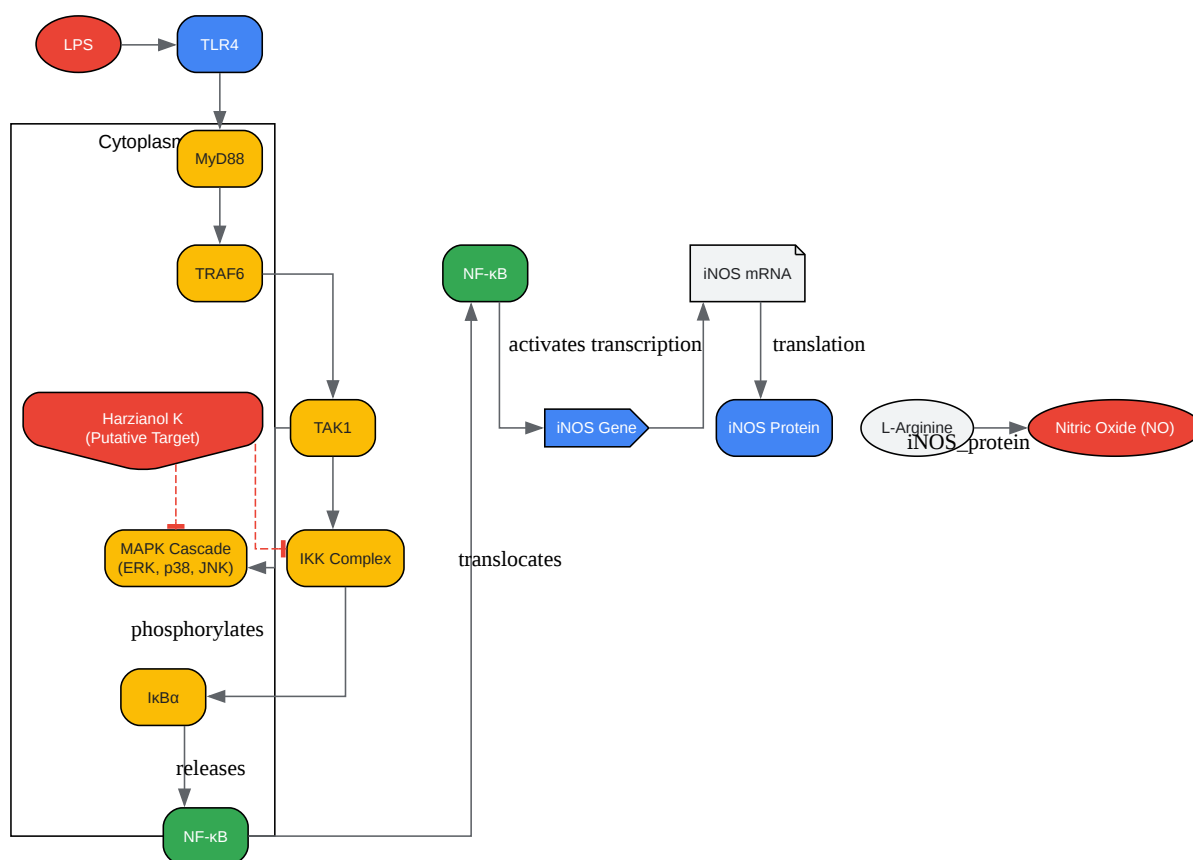 LPS
TLR4
Cytoplasm
MyD88
TRAF6
NF-κB
iNOS mRNA
activates transcription
translation
Harzianol K
(Putative Target)
TAK1
iNOS Gene
iNOS Protein
L-Arginine
iNOS_protein
Nitric Oxide (NO)
MAPK Cascade
(ERK, p38, JNK)
IKK Complex
translocates
phosphorylates
IκBα
releases
NF-κB